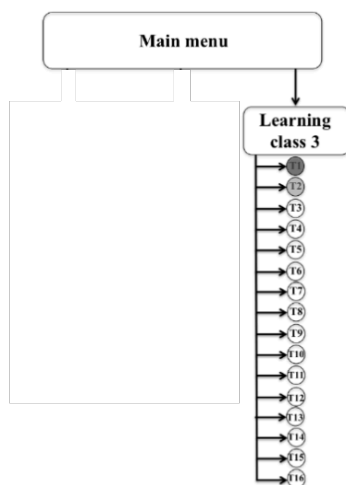 Main menu
Learning
class 3
T1
T2
T3
T4
T5
T6
T7
T8
T9
T10
T11
T12
T13
T14
T15
T16